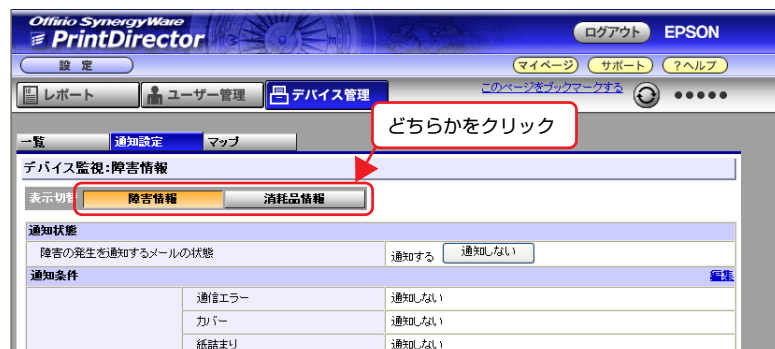 Offirio SynergyWare
PrintDirector
ログアウト EPSON
設 定 マイページ サポート ?ヘルプ
レポート ユーザー管理 デバイス管理 このページをブックマークする
どちらかをクリック
一覧 通知設定 マップ
デバイス監視:障害情報
表示切替 障害情報 消耗品情報
通知状態
障害の発生を通知するメールの状態 通知する 通知しない
通知条件 編集
通信エラー 通知しない
カバー 通知しない
紙詰まり 通知しない